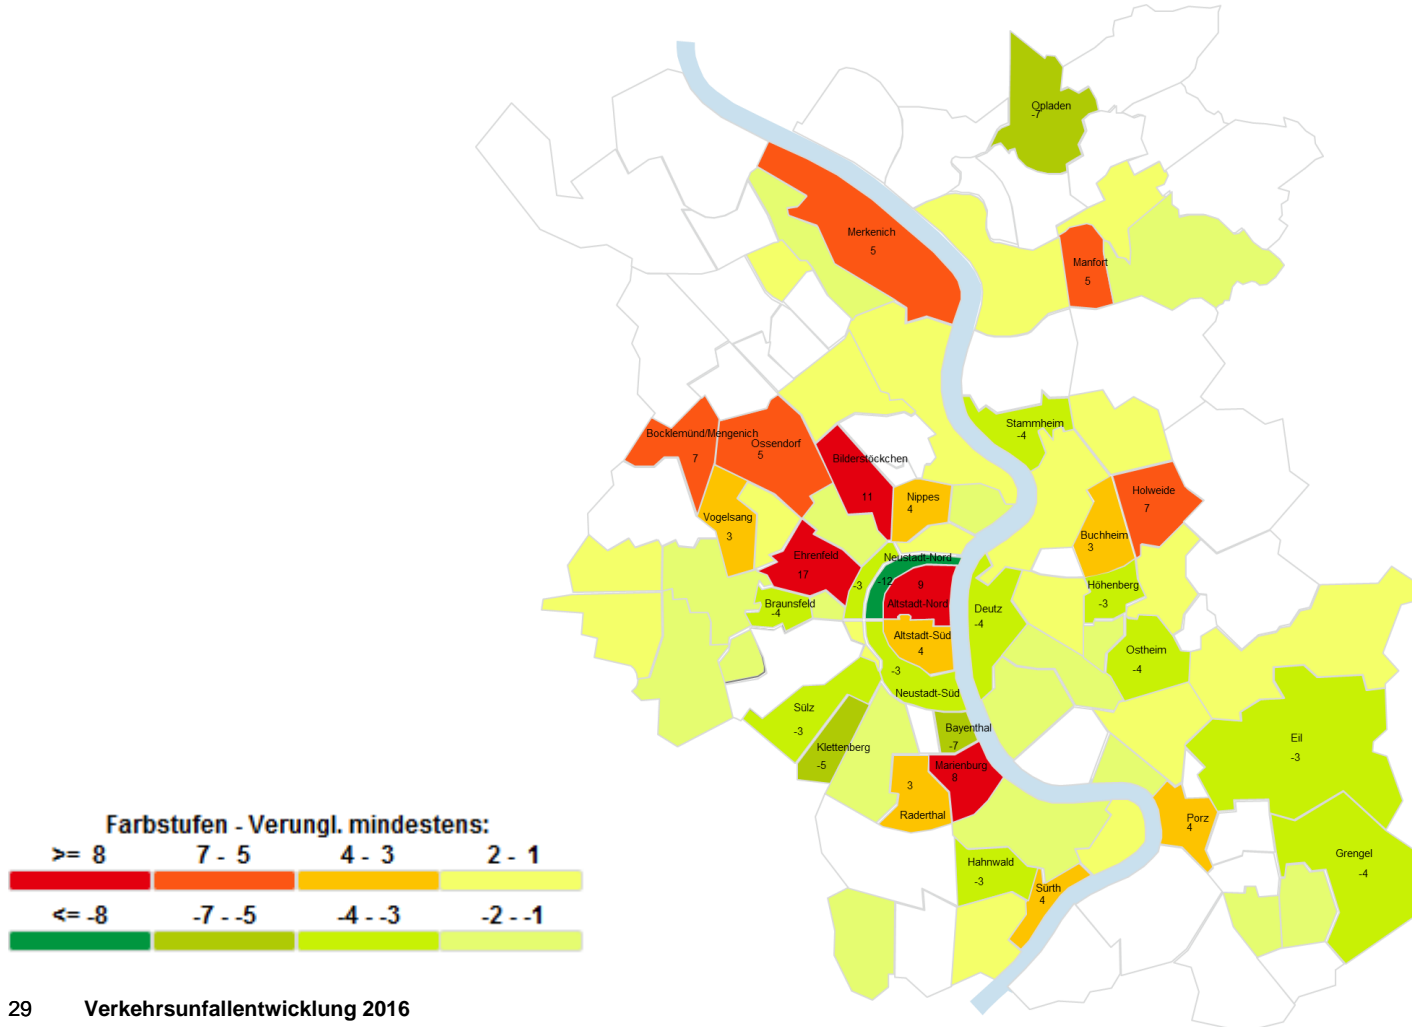 Opladen
-7
Merkenich
5
Manfort
5
Stammheim
-4
Bocklemünd/Mengenich
7
Ossendorf
5
Bilderstöckchen
11
Nippes
4
Holweide
7
Vogelsang
3
Buchheim
3
Ehrenfeld
17
Neustadt-Nord
-12
-3
9
Altstadt-Nord
Höhenberg
-3
Braunsfeld
-4
Deutz
-4
Altstadt-Süd
4
Ostheim
-4
-3
Neustadt-Süd
Sülz
-3
Bayenthal
-7
Klettenberg
-5
Eil
-3
Marienburg
8
3
Raderthal
Porz
4
Hahnwald
-3
Sürth
4
Grengel
-4
Farbstufen - Verungl. mindestens:
>= 8 7 - 5 4 - 3 2 - 1
<= -8 -7 - -5 -4 - -3 -2 - -1
29 Verkehrsunfallentwicklung 2016